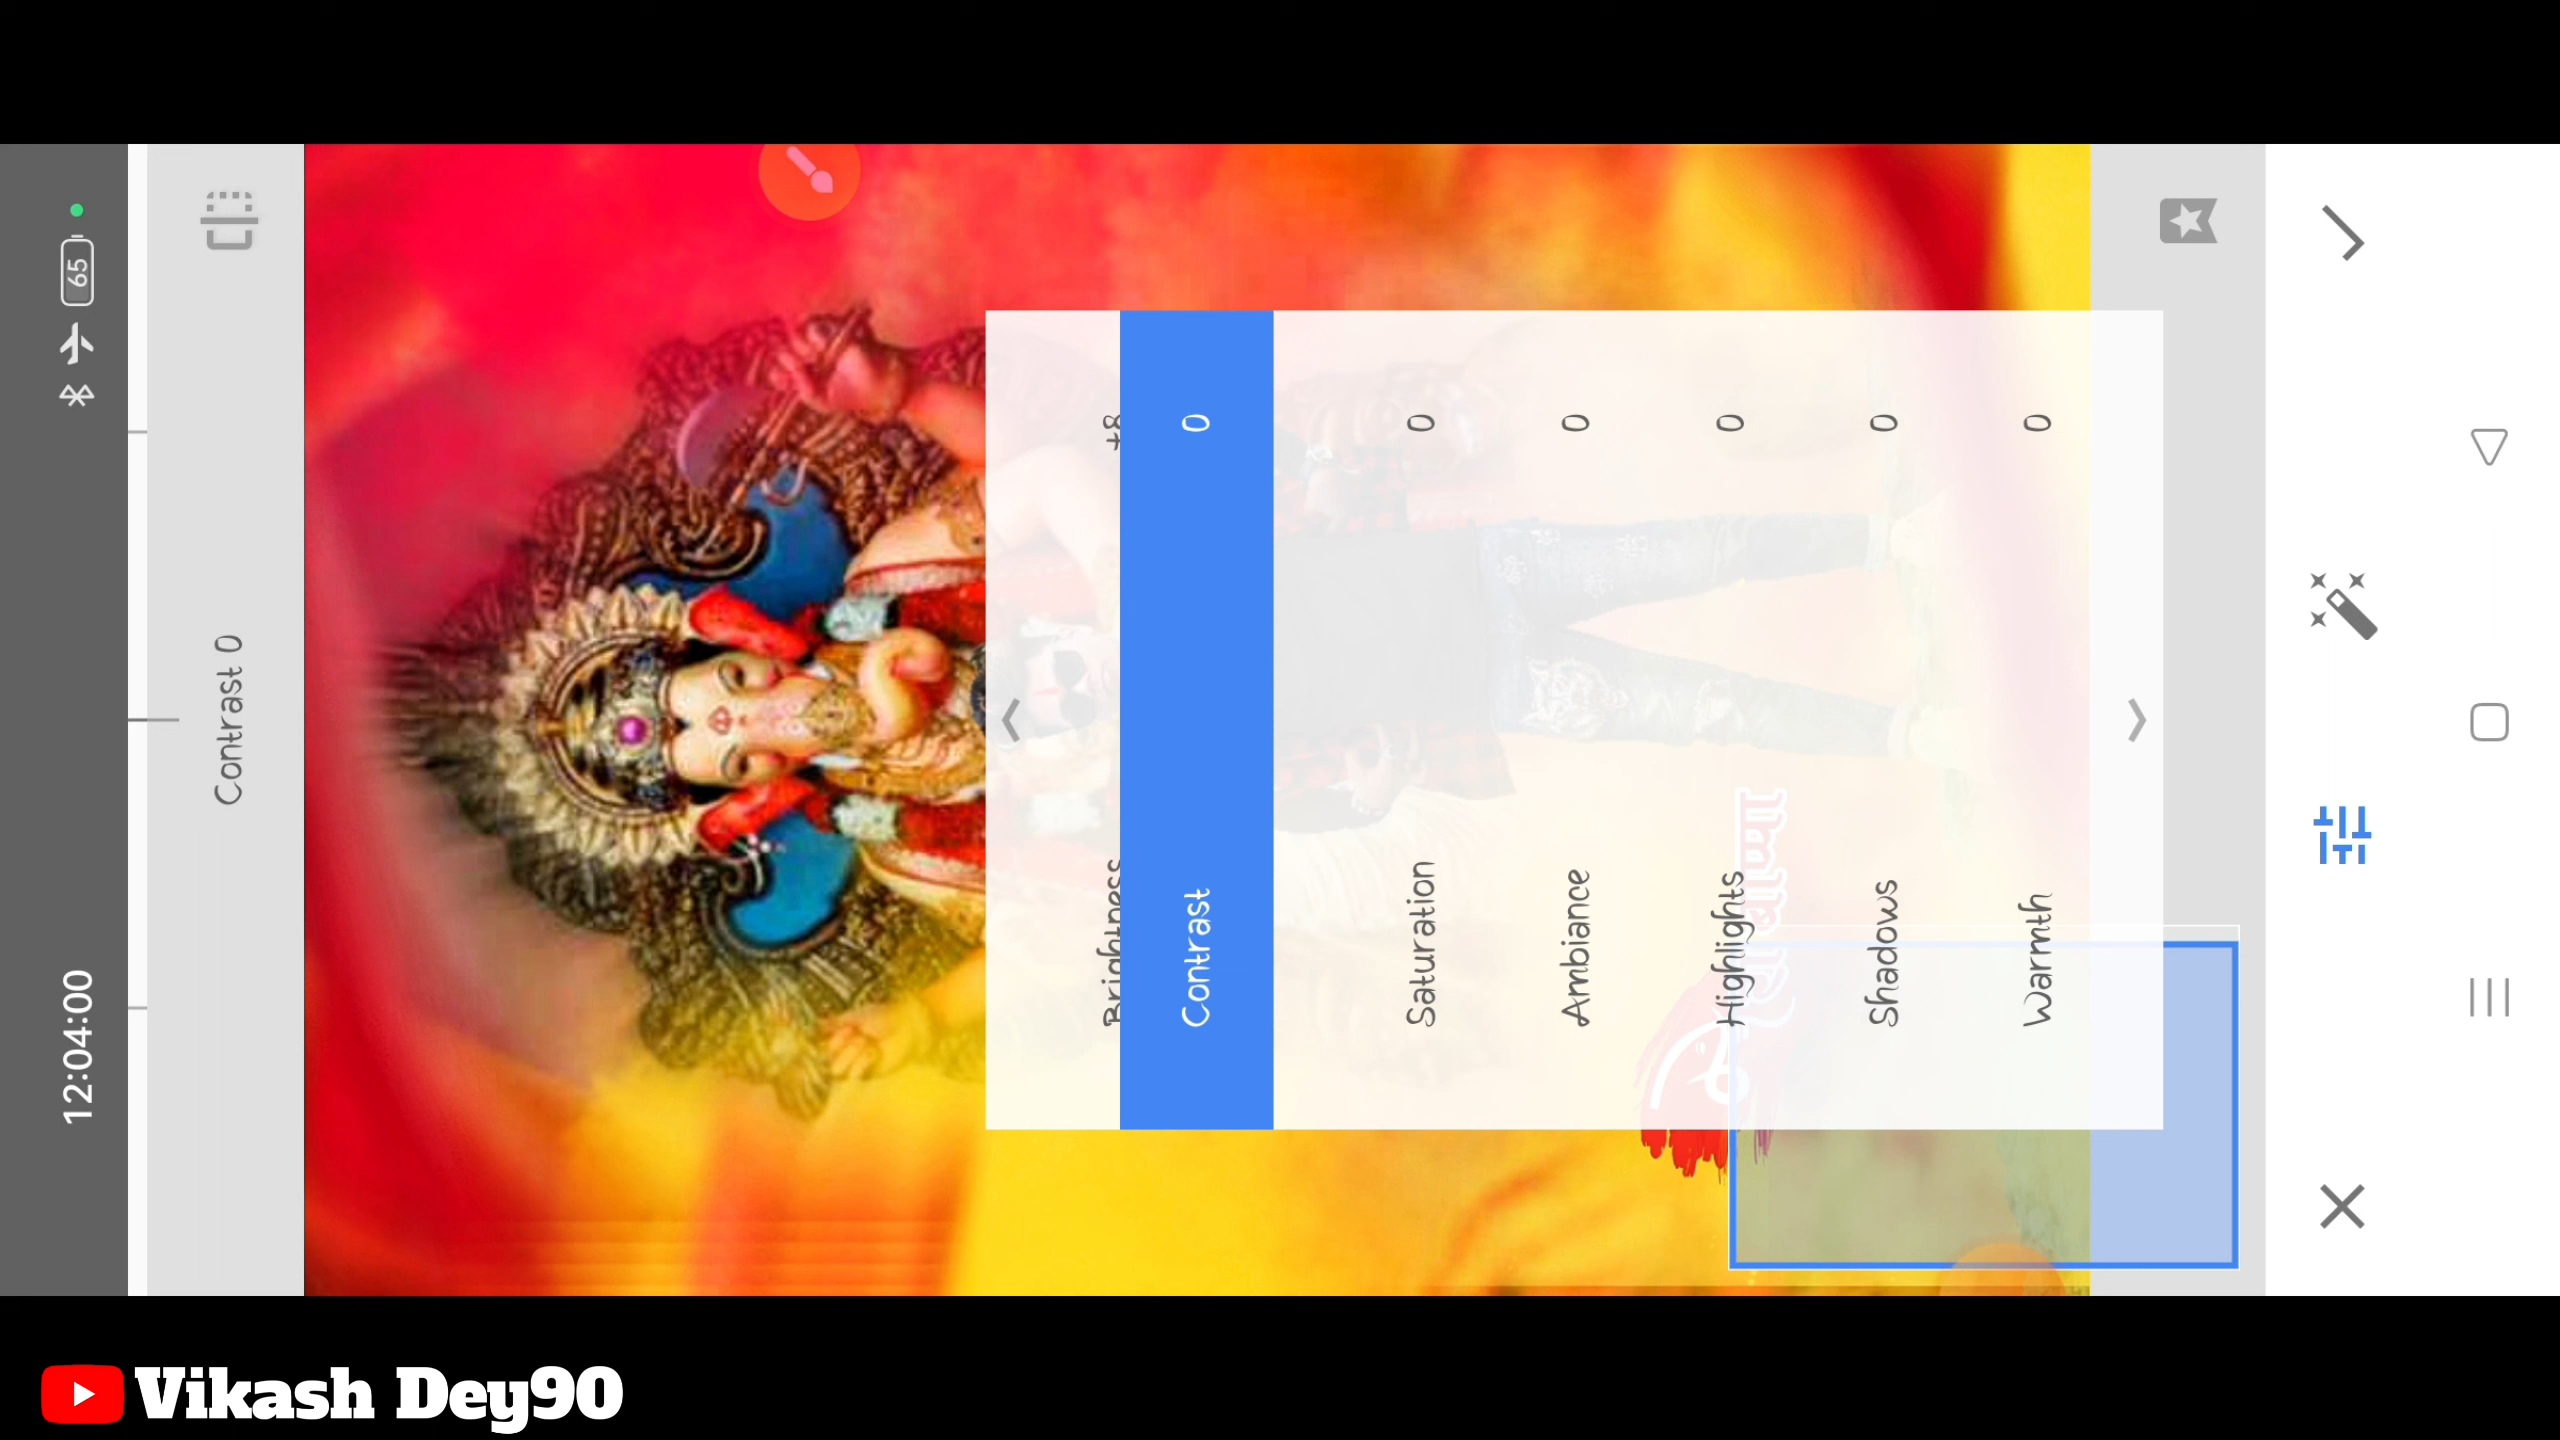 12:04:00
65
Contrast 0
Brightness +8
Contrast 0
Saturation 0
Ambiance 0
Highlights 0
Shadows 0
Warmth 0
Vikash Dey90